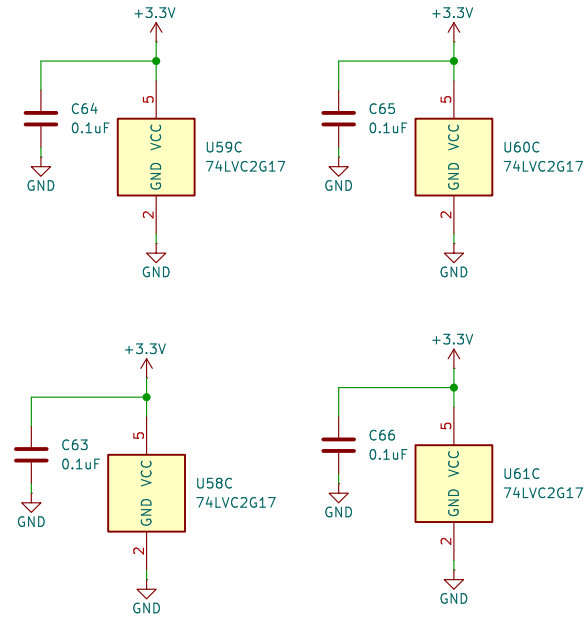 +3.3V
C64
0.1uF
5
VCC
GND
U59C
74LVC2G17
2
GND
GND
+3.3V
C65
0.1uF
5
VCC
GND
U60C
74LVC2G17
2
GND
GND
+3.3V
C63
0.1uF
5
VCC
GND
U58C
74LVC2G17
2
GND
GND
+3.3V
C66
0.1uF
5
VCC
GND
U61C
74LVC2G17
2
GND
GND